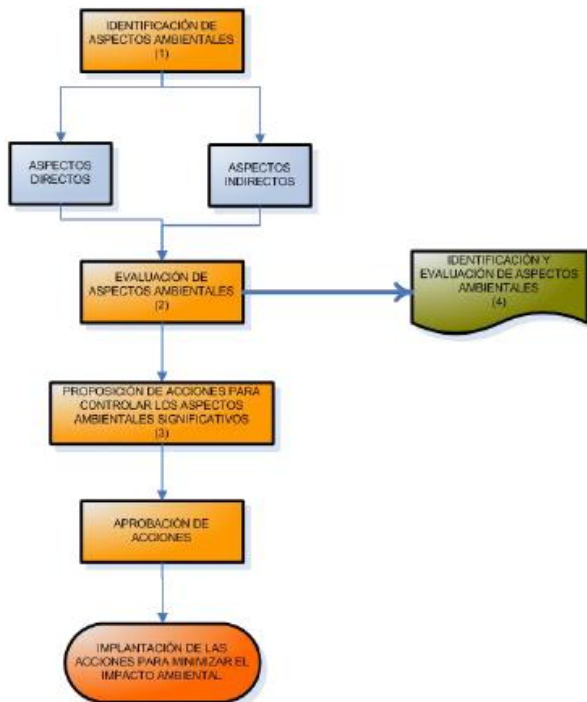 IDENTIFICACIÓN DE
ASPECTOS AMBIENTALES
(1)
ASPECTOS
DIRECTOS
ASPECTOS
INDIRECTOS
EVALUACIÓN DE
ASPECTOS AMBIENTALES
(2)
IDENTIFICACIÓN Y
EVALUACIÓN DE ASPECTOS
AMBIENTALES
(4)
PROPOSICIÓN DE ACCIONES PARA
CONTROLAR LOS ASPECTOS
AMBIENTALES SIGNIFICATIVOS
(3)
APROBACIÓN DE
ACCIONES
IMPLANTACIÓN DE LAS
ACCIONES PARA MINIMIZAR EL
IMPACTO AMBIENTAL